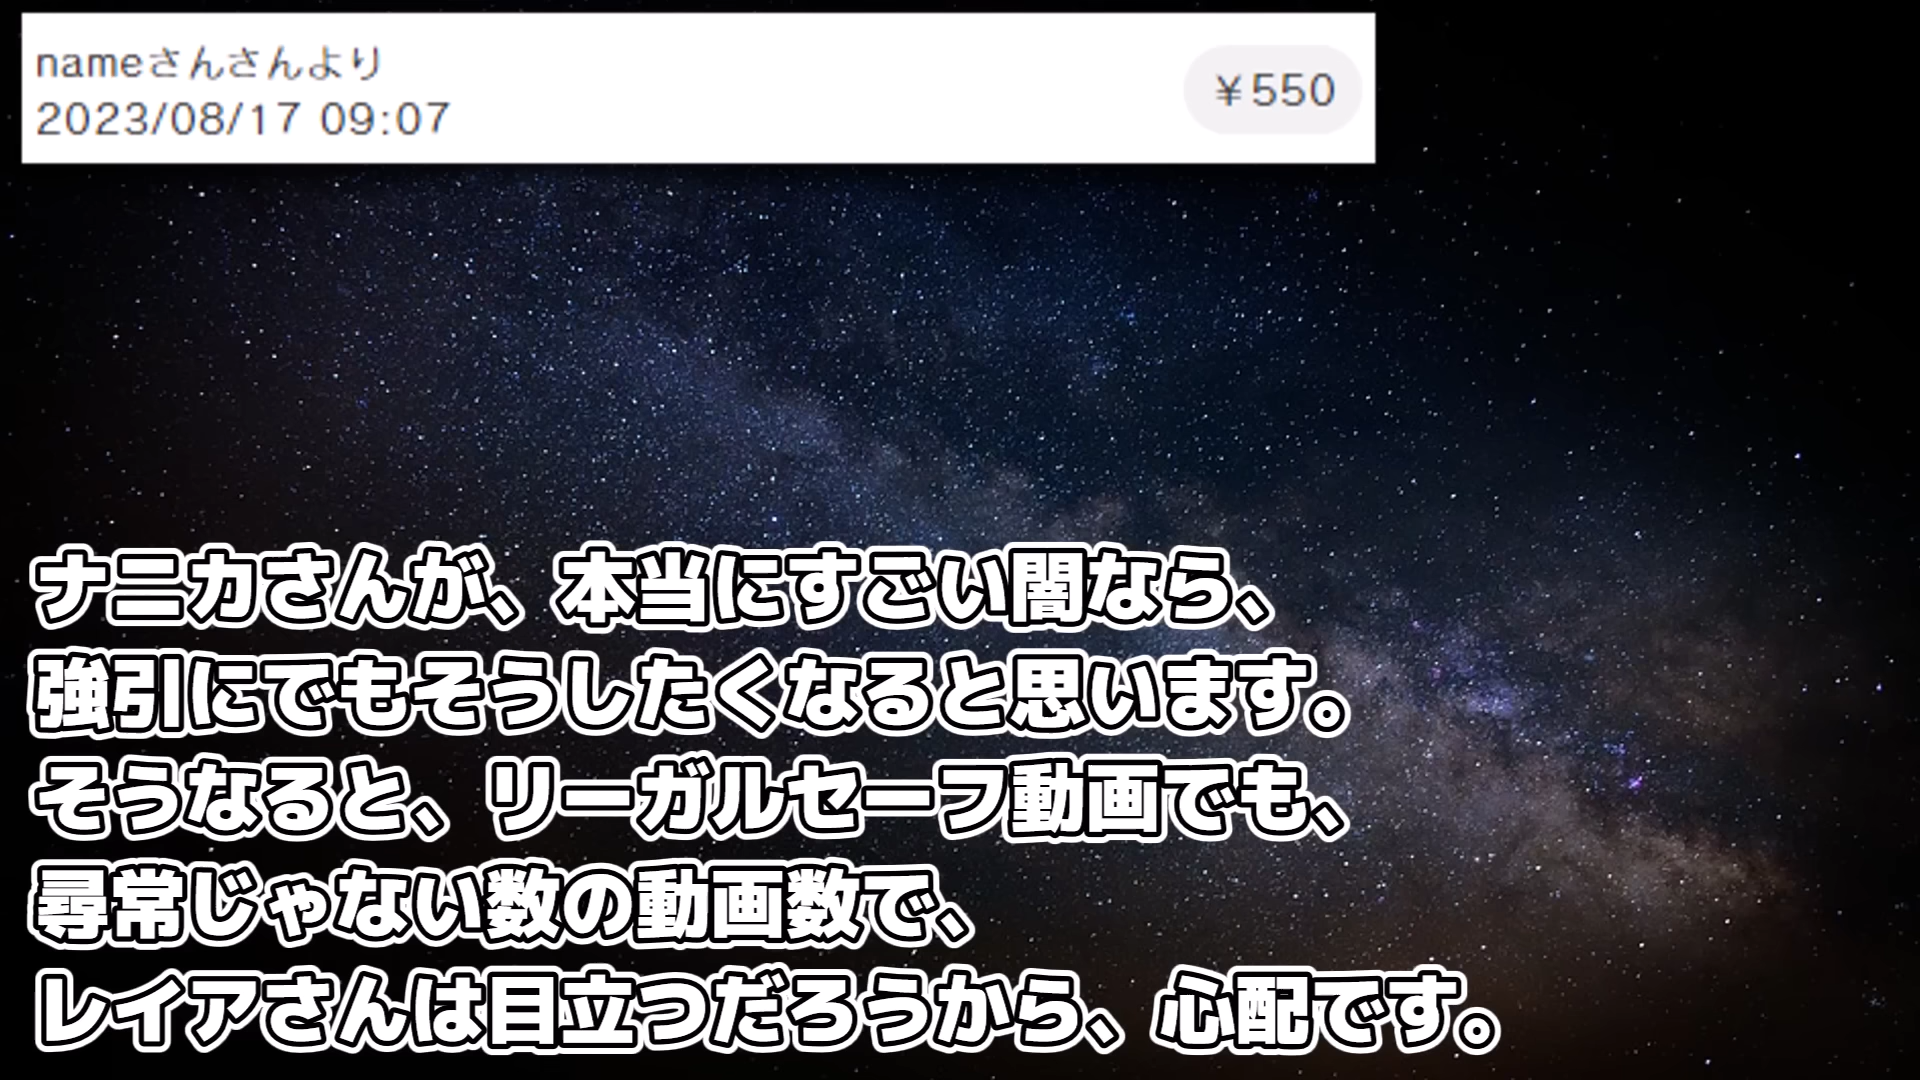 nameさんさんより
2023/08/17 09:07
￥550
ナニカさんが、本当にすごい闇なら、
強引にでもそうしたくなると思います。
そうなると、リーガルセーフ動画でも、
尋常じゃない数の動画数で、
レイアさんは目立つだろうから、心配です。